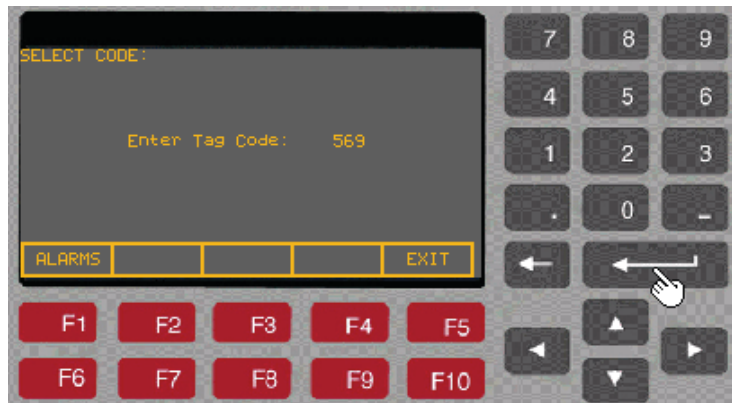 SELECT CODE:
Enter Tag Code: 569
ALARMS EXIT
F1 F2 F3 F4 F5
F6 F7 F8 F9 F10
7 8 9
4 5 6
1 2 3
. 0 -